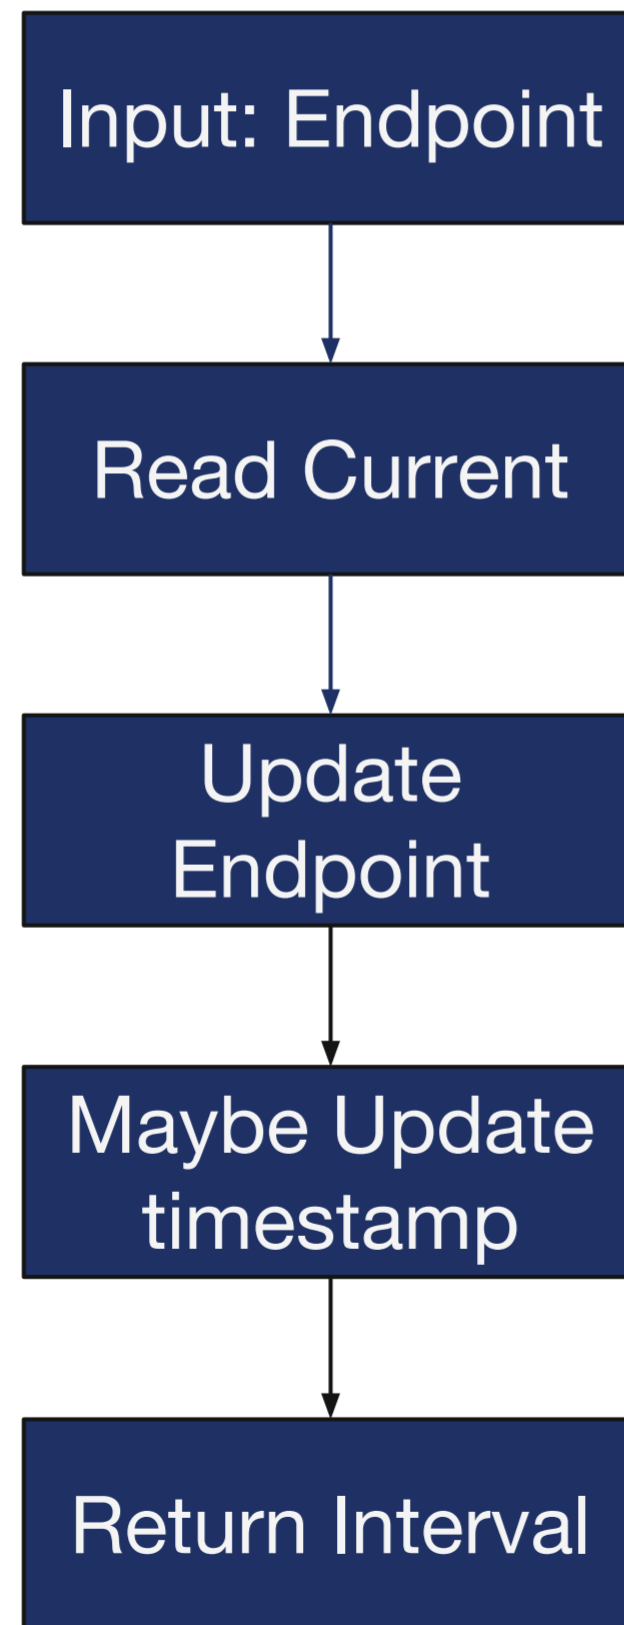 Input: Endpoint
Read Current
Update
Endpoint
Maybe Update
timestamp
Return Interval